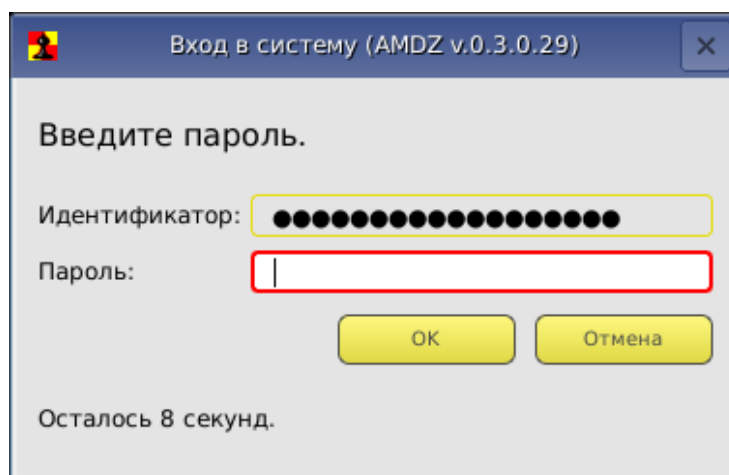 Вход в систему (AMDZ v.0.3.0.29)
Введите пароль.
Идентификатор: ●●●●●●●●●●●●●●●●●●
Пароль:
OK Отмена
Осталось 8 секунд.